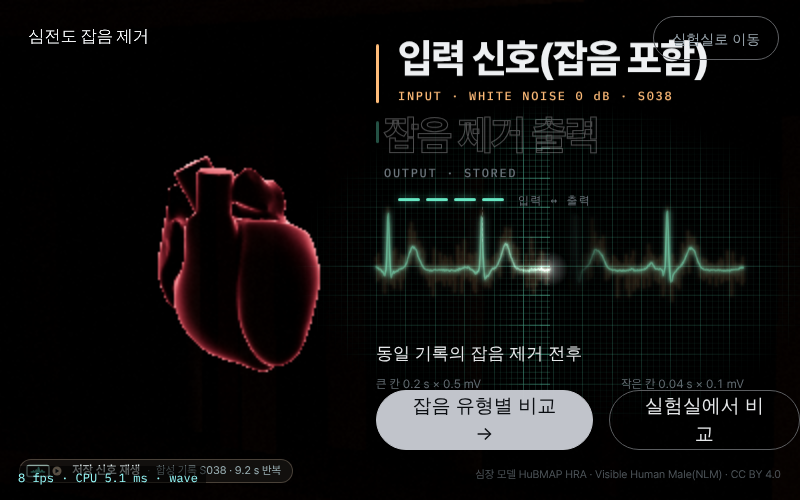 심전도 잡음 제거
실험실로 이동
입력 신호(잡음 포함)
INPUT · WHITE NOISE 0 dB · S038
잡음 제거 출력
OUTPUT · STORED
입력 ↔ 출력
동일 기록의 잡음 제거 전후
큰 칸 0.2 s × 0.5 mV
작은 칸 0.04 s × 0.1 mV
잡음 유형별 비교
→
실험실에서 비
교
저장 신호 재생 합성 기록 S038 · 9.2 s 반복
8 fps · CPU 5.1 ms · wave
심장 모델 HuBMAP HRA · Visible Human Male(NLM) · CC BY 4.0